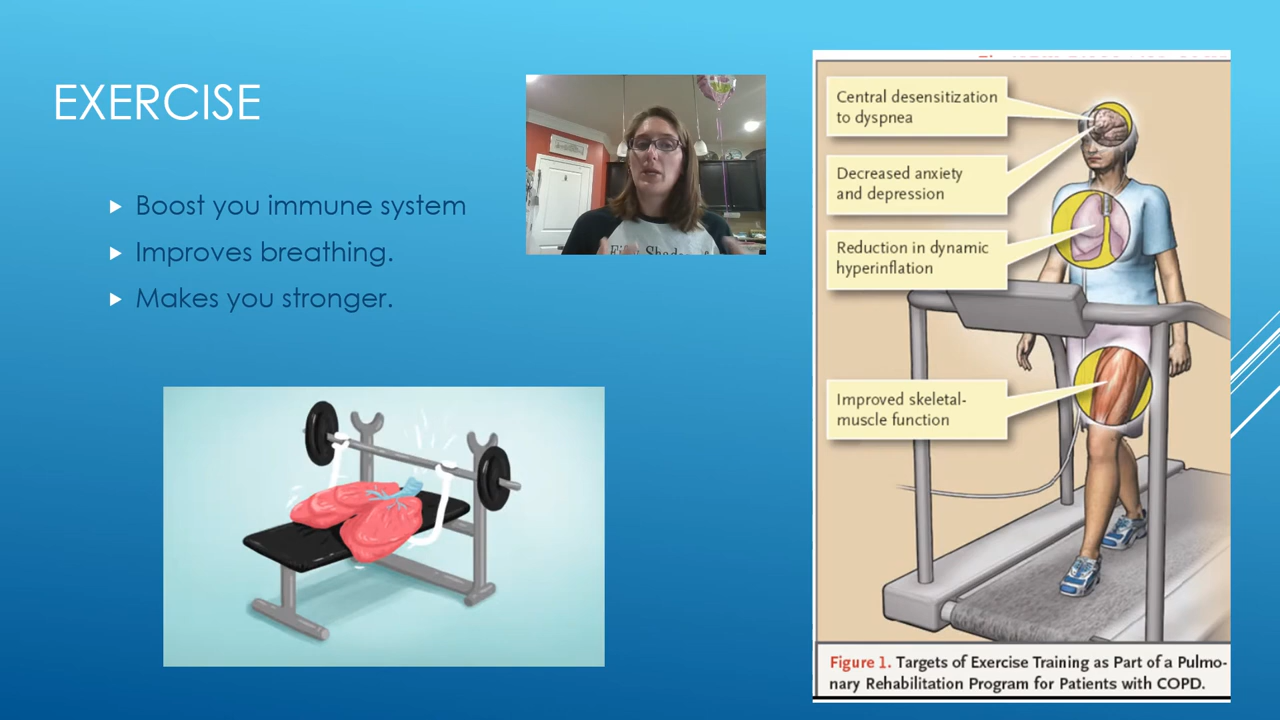 EXERCISE
Boost you immune system
Improves breathing.
Makes you stronger.
Central desensitization
to dyspnea
Decreased anxiety
and depression
Reduction in dynamic
hyperinflation
Improved skeletal-
muscle function
Figure 1. Targets of Exercise Training as Part of a Pulmo-
nary Rehabilitation Program for Patients with COPD.